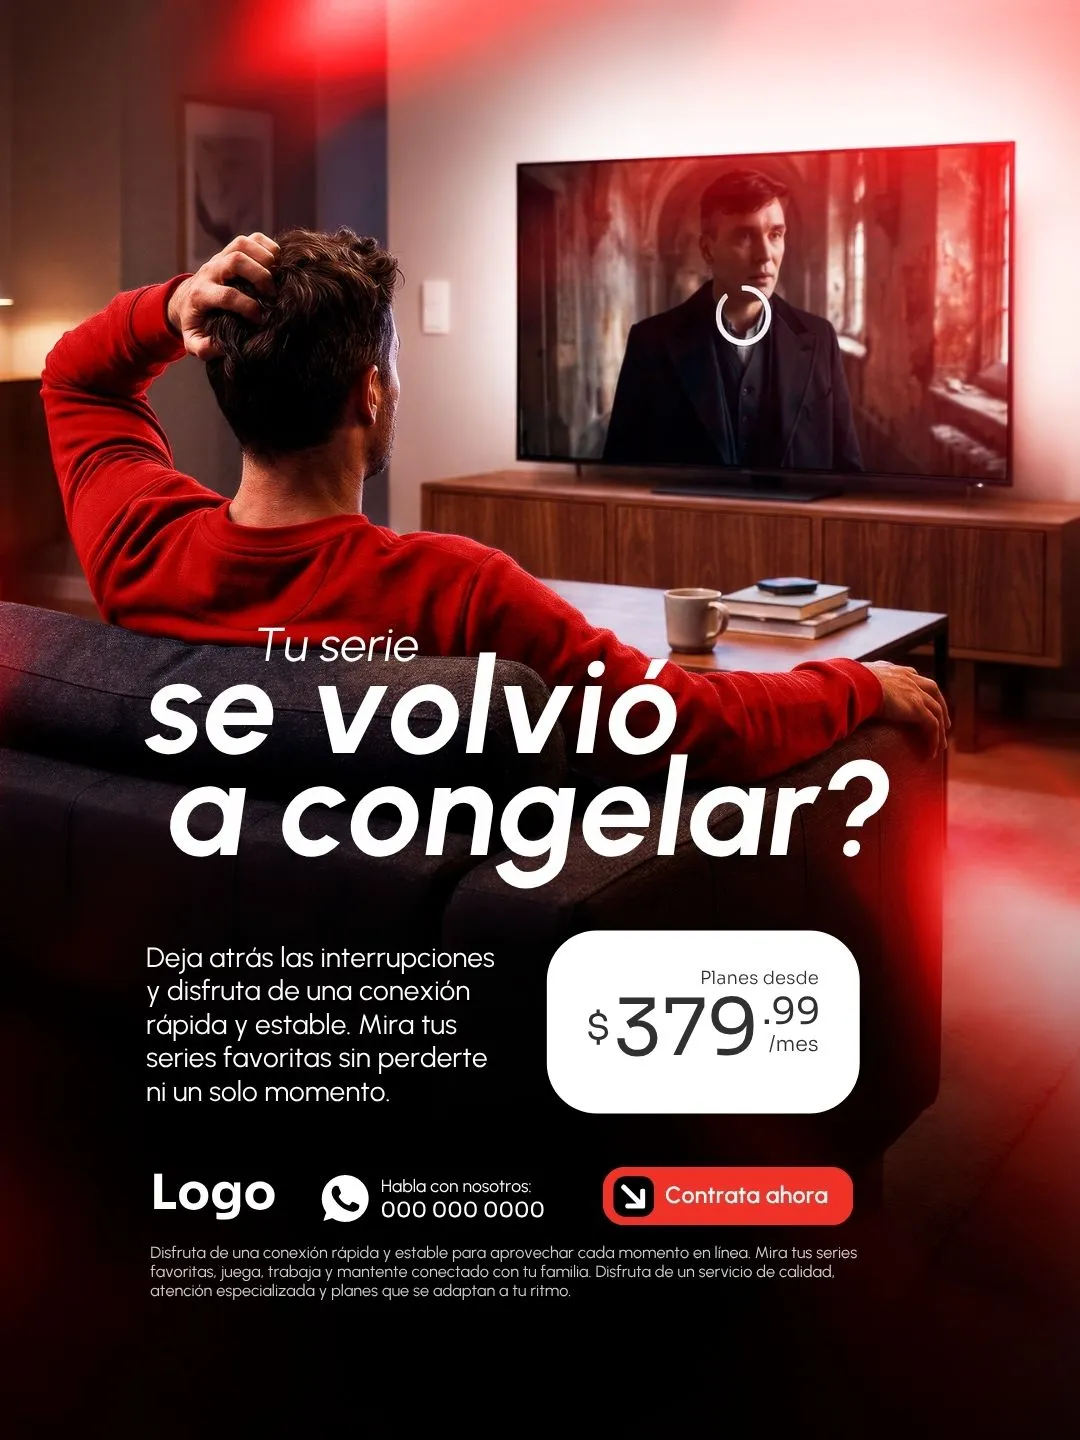 Tu serie
se volvió
a congelar?
Deja atrás las interrupciones
y disfruta de una conexión
rápida y estable. Mira tus
series favoritas sin perderte
ni un solo momento.
Planes desde
$379.99
/mes
Logo
Habla con nosotros:
000 000 0000
Contrata ahora
Disfruta de una conexión rápida y estable para aprovechar cada momento en línea. Mira tus series
favoritas, juega, trabaja y mantente conectado con tu familia. Disfruta de un servicio de calidad,
atención especializada y planes que se adaptan a tu ritmo.